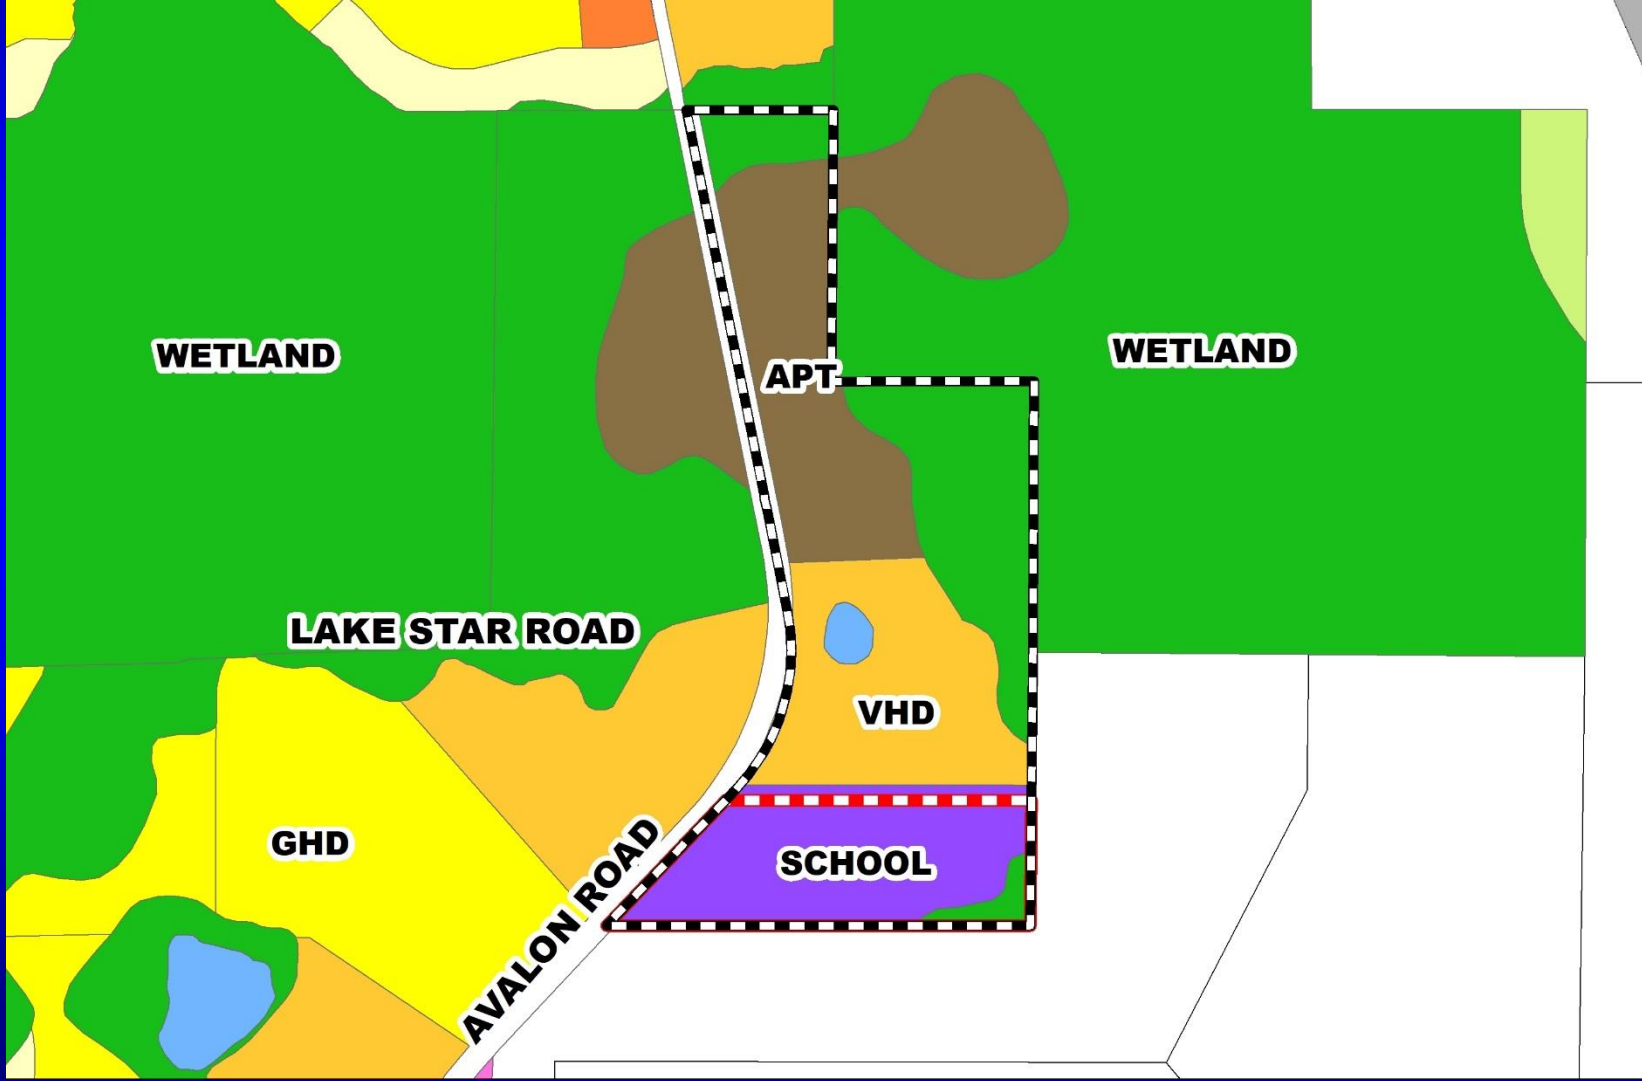 WETLAND
WETLAND
APT
LAKE STAR ROAD
VHD
GHD
SCHOOL
AVALON ROAD